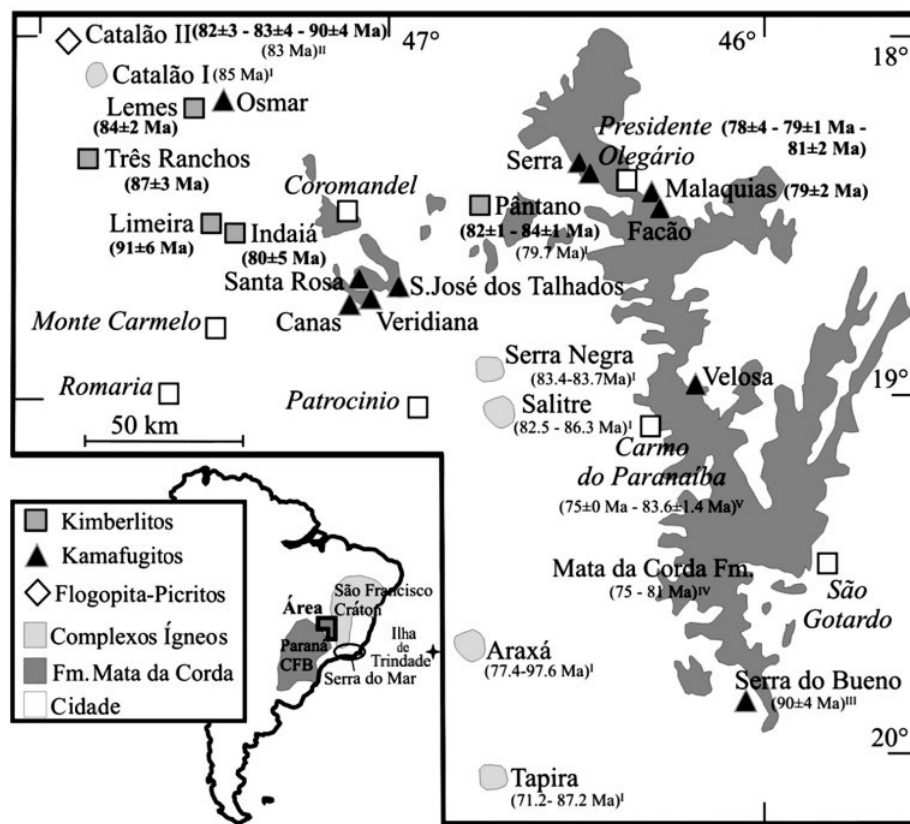 Catalão II (82±3 - 83±4 - 90±4 Ma)
(83 Ma)II
47°
46°
18°
Catalão I (85 Ma)I
Lemes
(84±2 Ma)
Osmar
Três Ranchos
(87±3 Ma)
Coromandel
Limeira
(91±6 Ma)
Indaiá
(80±5 Ma)
Pântano
(82±1 - 84±1 Ma)
(79.7 Ma)I
Serra
Presidente
Olegário
(78±4 - 79±1 Ma -
81±2 Ma)
Malaquias (79±2 Ma)
Facão
Santa Rosa
S.José dos Talhados
Canas
Veridiana
Monte Carmelo
Romaria
Patrocinio
Serra Negra
(83.4-83.7Ma)I
Salitre
(82.5 - 86.3 Ma)I
Velosa
19°
50 km
Carmo
do Paranaíba
(75±0 Ma - 83.6±1.4 Ma)V
Mata da Corda Fm.
(75 - 81 Ma)IV
São
Gotardo
Araxá
(77.4-97.6 Ma)I
Serra do Bueno
(90±4 Ma)III
20°
Tapira
(71.2- 87.2 Ma)I
Kimberlitos
Kamafugitos
Flogopita-Picritos
Complexos Ígneos
Fm. Mata da Corda
Cidade
São Francisco
Cráton
Área
Paraná
CFB
Ilha
de
Trindade
Serra do Mar